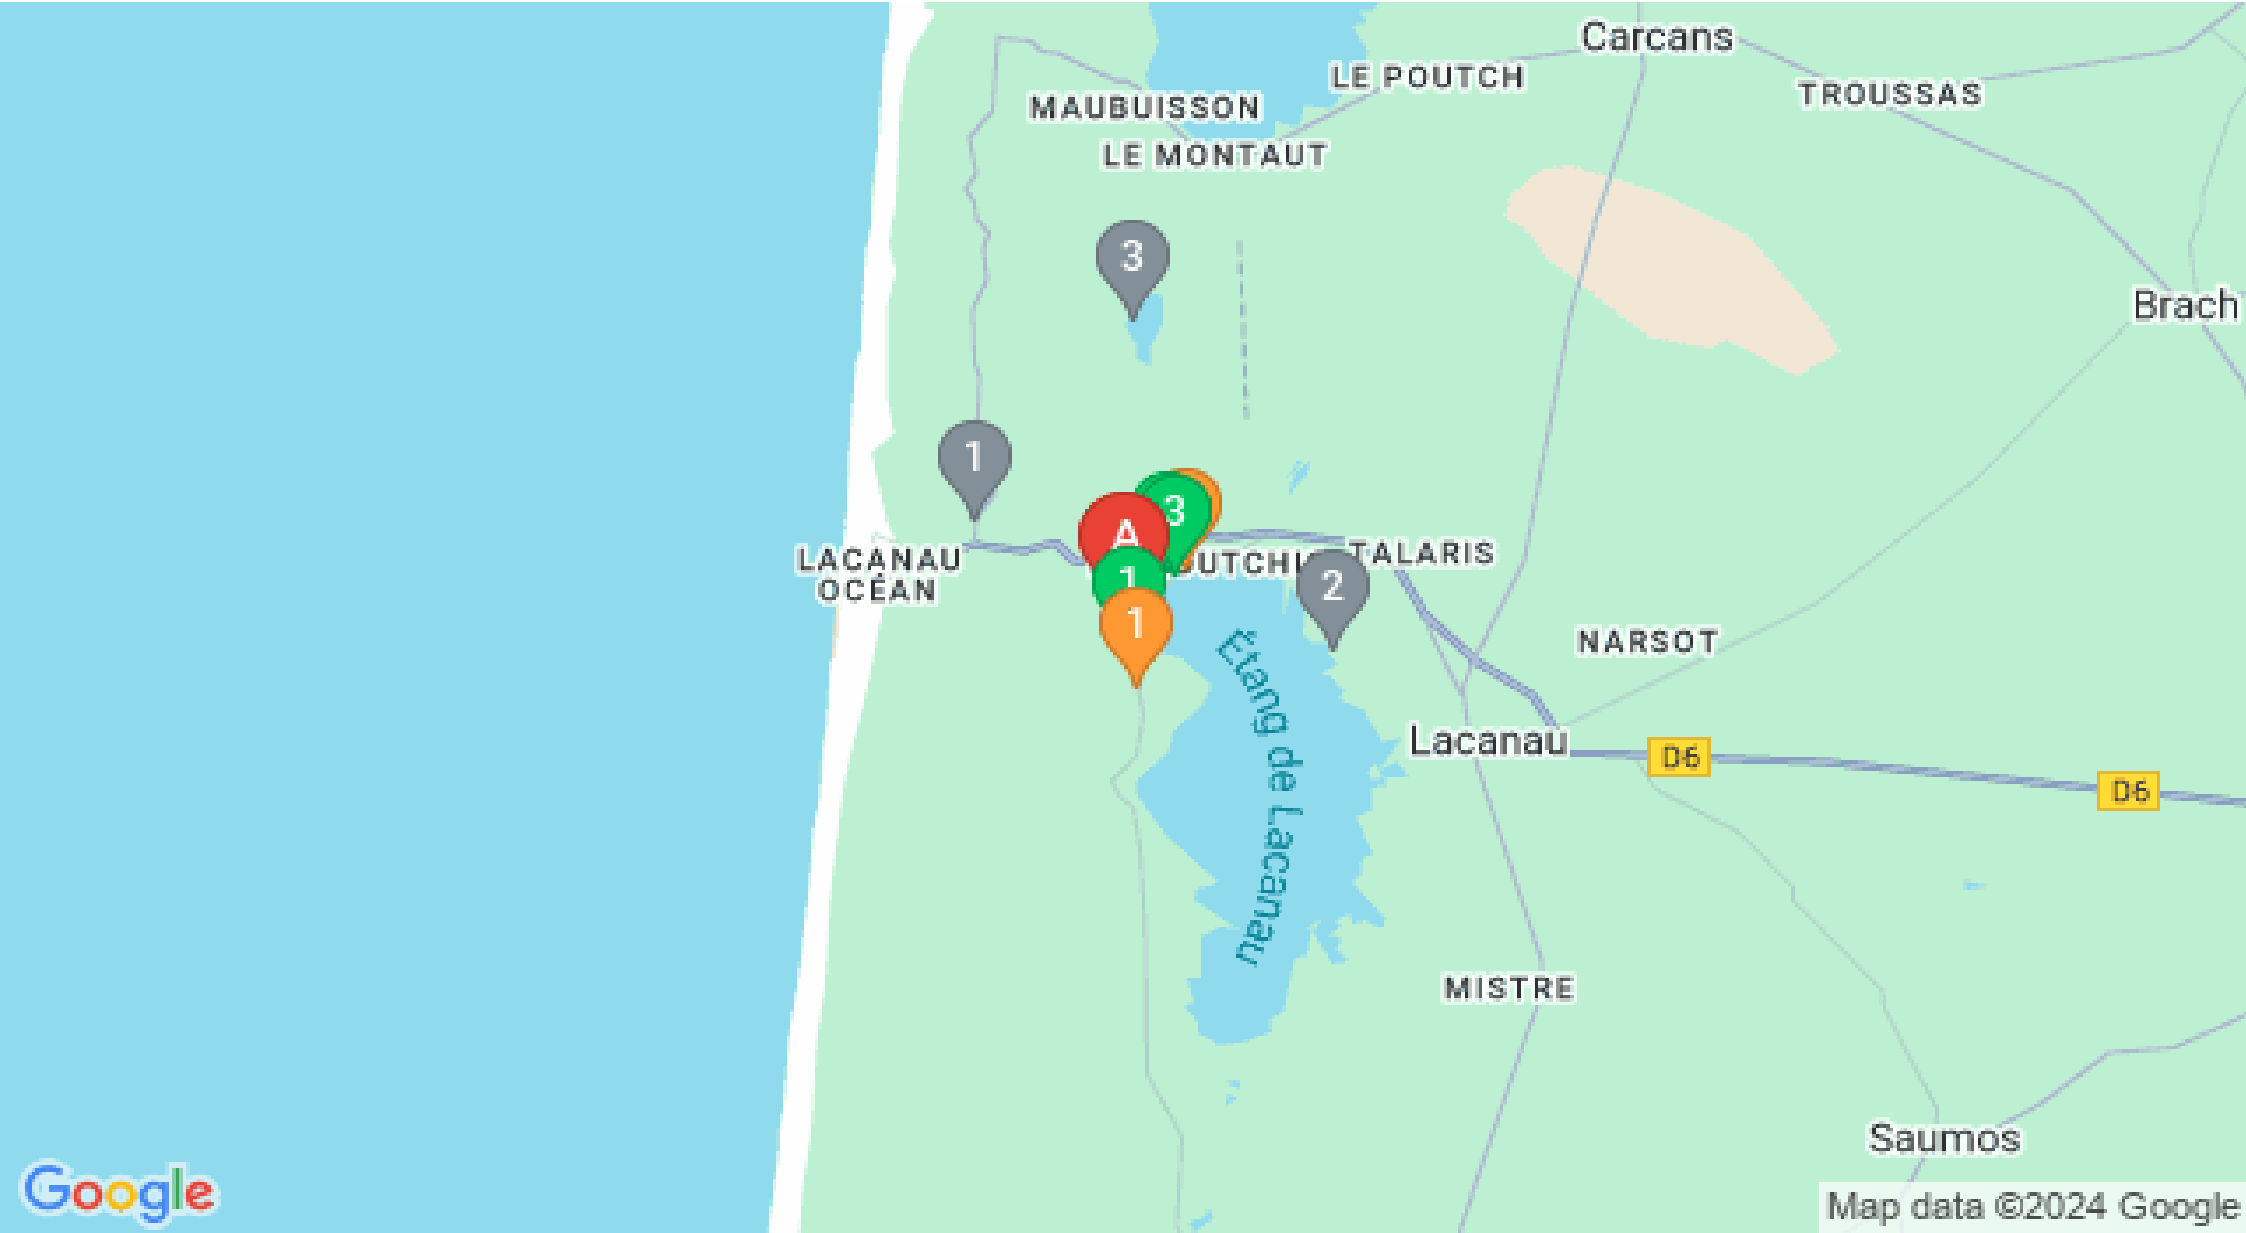 Carcans
LE POUTCH
TROUSSAS
MAUBUISSON
LE MONTAUT
3
Brach
1
3
A
LACANAU
OCÉAN
TALARIS
1
2
1
NARSOT
Étang de Lacanau
Lacanau
D6
D6
MISTRE
Saumos
Google
Map data ©2024 Google